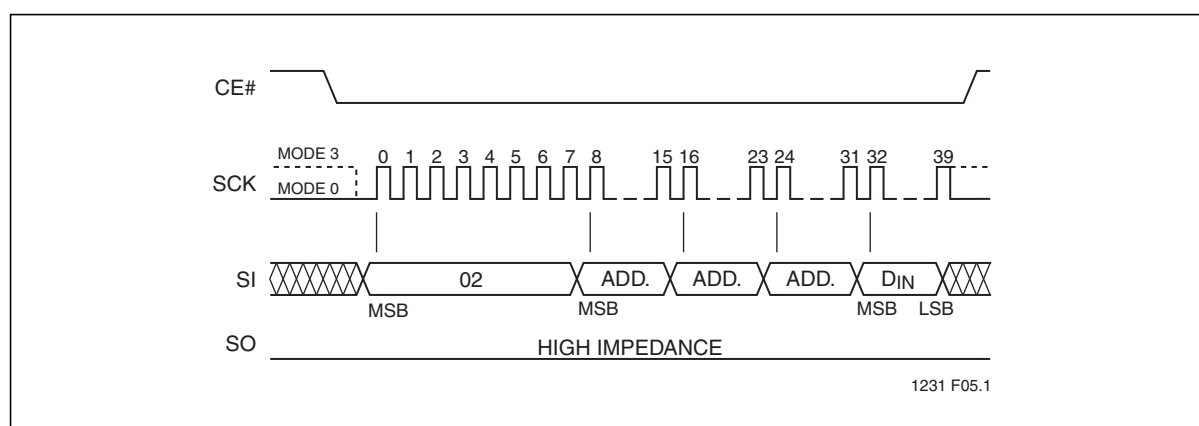 CE#
MODE 3 0 1 2 3 4 5 6 7 8 15 16 23 24 31 32 39
SCK
MODE 0
SI 02 ADD. ADD. ADD. DIN
MSB MSB MSB LSB
SO HIGH IMPEDANCE
1231 F05.1